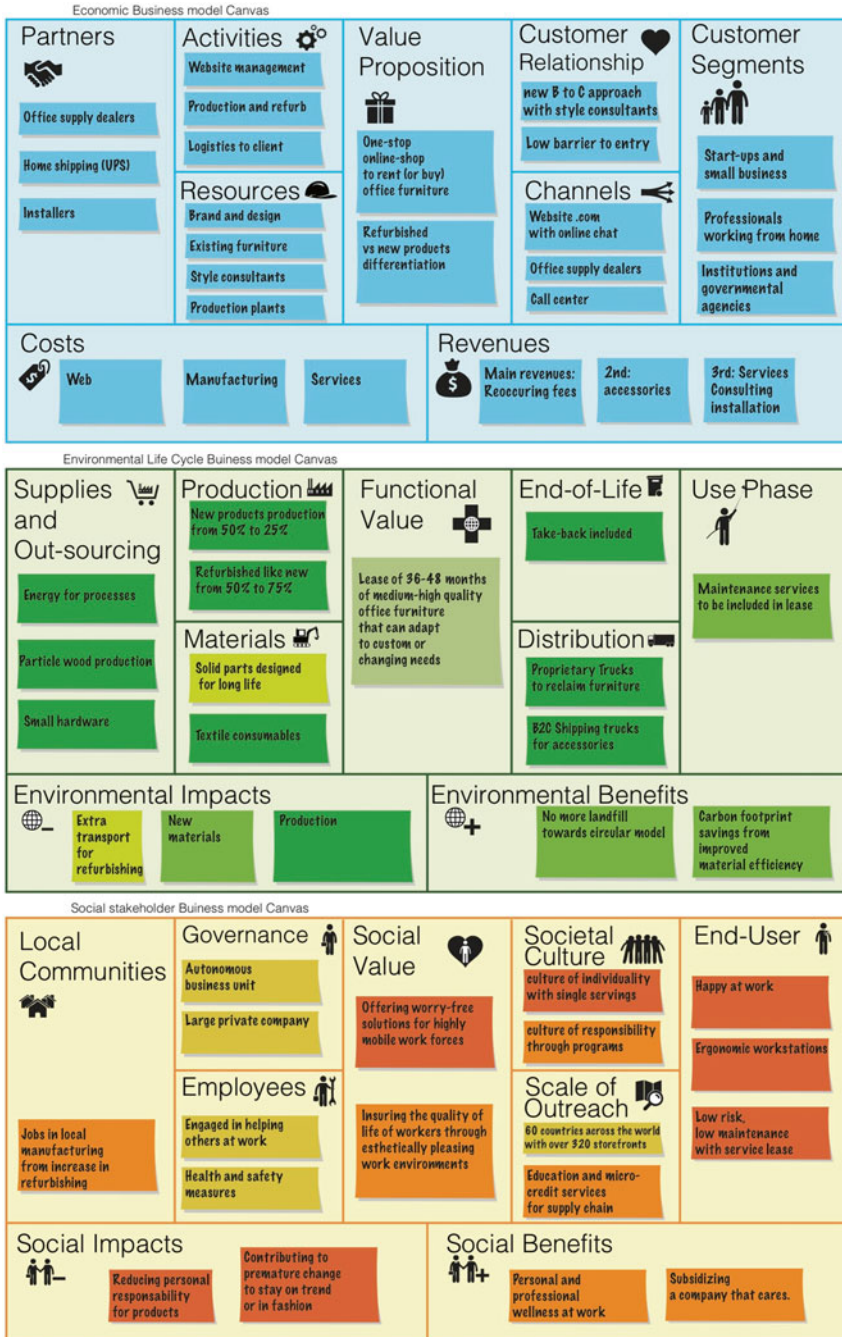 Economic Business model Canvas
Partners
Office supply dealers
Home shipping (UPS)
Installers
Activities
Website management
Production and refurb
Logistics to client
Resources
Brand and design
Existing furniture
Style consultants
Production plants
Value
Proposition
One-stop
online-shop
to rent (or buy)
office furniture
Refurbished
vs new products
differentiation
Customer
Relationship
new B to C approach
with style consultants
Low barrier to entry
Channels
Website .com
with online chat
Office supply dealers
Call center
Customer
Segments
Start-ups and
small business
Professionals
working from home
Institutions and
governmental
agencies
Costs
$
Web
Manufacturing
Services
Revenues
$
Main revenues:
Reoccuring fees
2nd:
accessories
3rd: Services
Consulting
installation
Environmental Life Cycle Buiness model Canvas
Supplies
and
Out-sourcing
Energy for processes
Particle wood production
Small hardware
Production
New products production
from 50% to 25%
Refurbished like new
from 50% to 75%
Materials
Solid parts designed
for long life
Textile consumables
Functional
Value
Lease of 36-48 months
of medium-high quality
office furniture
that can adapt
to custom or
changing needs
End-of-Life
Take-back included
Distribution
Proprietary Trucks
to reclaim furniture
B2C Shipping trucks
for accessories
Use Phase
Maintenance services
to be included in lease
Environmental Impacts
Extra
transport
for
refurbishing
New
materials
Production
Environmental Benefits
No more landfill
towards circular model
Carbon footprint
savings from
improved
material efficiency
Social stakeholder Buiness model Canvas
Local
Communities
Jobs in local
manufacturing
from increase in
refurbishing
Governance
Autonomous
business unit
Large private company
Employees
Engaged in helping
others at work
Health and safety
measures
Social
Value
Offering worry-free
solutions for highly
mobile work forces
Insuring the quality of
life of workers through
esthetically pleasing
work environments
Societal
Culture
culture of individuality
with single servings
culture of responsibility
through programs
Scale of
Outreach
60 countries across the world
with over 320 storefronts
Education and micro-
credit services
for supply chain
End-User
Happy at work
Ergonomic workstations
Low risk,
low maintenance
with service lease
Social Impacts
Reducing personal
responsability
for products
Contributing to
premature change
to stay on trend
or in fashion
Social Benefits
Personal and
professional
wellness at work
Subsidizing
a company that cares.